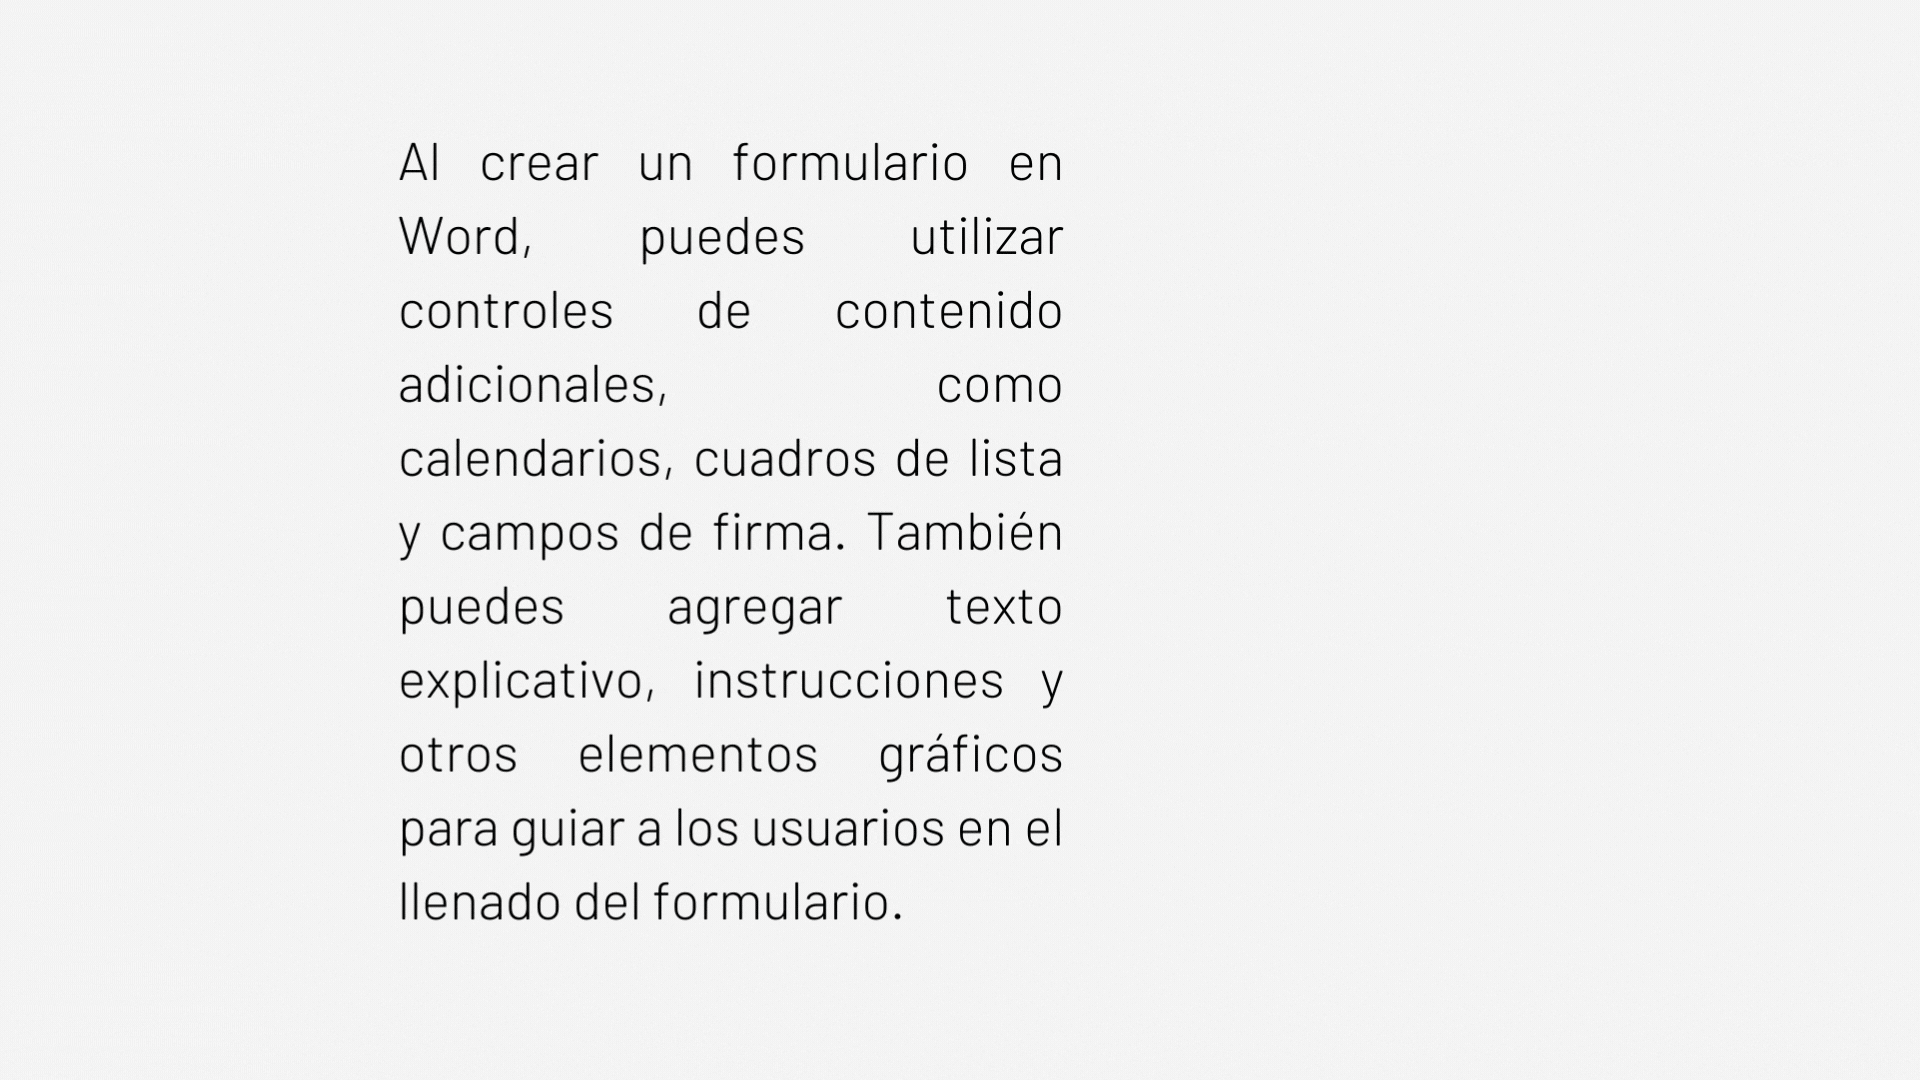 Al crear un formulario en
Word, puedes utilizar
controles de contenido
adicionales, como
calendarios, cuadros de lista
y campos de firma. También
puedes agregar texto
explicativo, instrucciones y
otros elementos gráficos
para guiar a los usuarios en el
llenado del formulario.